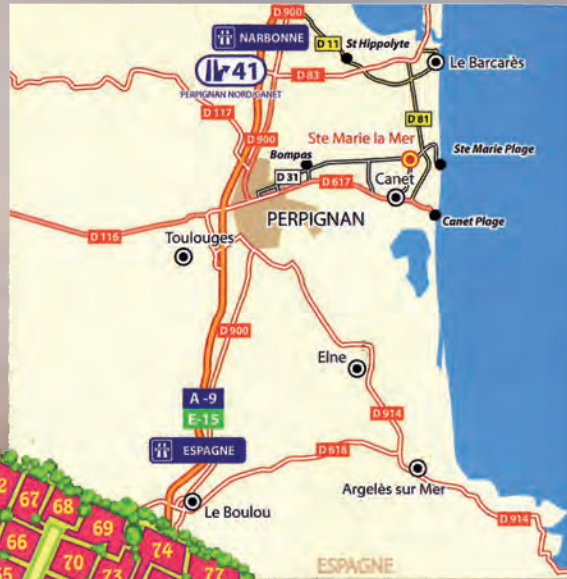 D 900
NARBONNE
D 11
St Hippolyte
Le Barcarès
41
D 83
PERPIGNAN NORD/CANET
D 117
D 81
D 900
Ste Marie la Mer
Bompas
Ste Marie Plage
D 31
D 617
Canet
PERPIGNAN
Canet Plage
D 116
Toulouges
D 900
Elne
A -9
E-15
D 914
ESPAGNE
D 618
Argelès sur Mer
Le Boulou
D 914
67
68
69
74
66
70
73
77
ESPAGNE